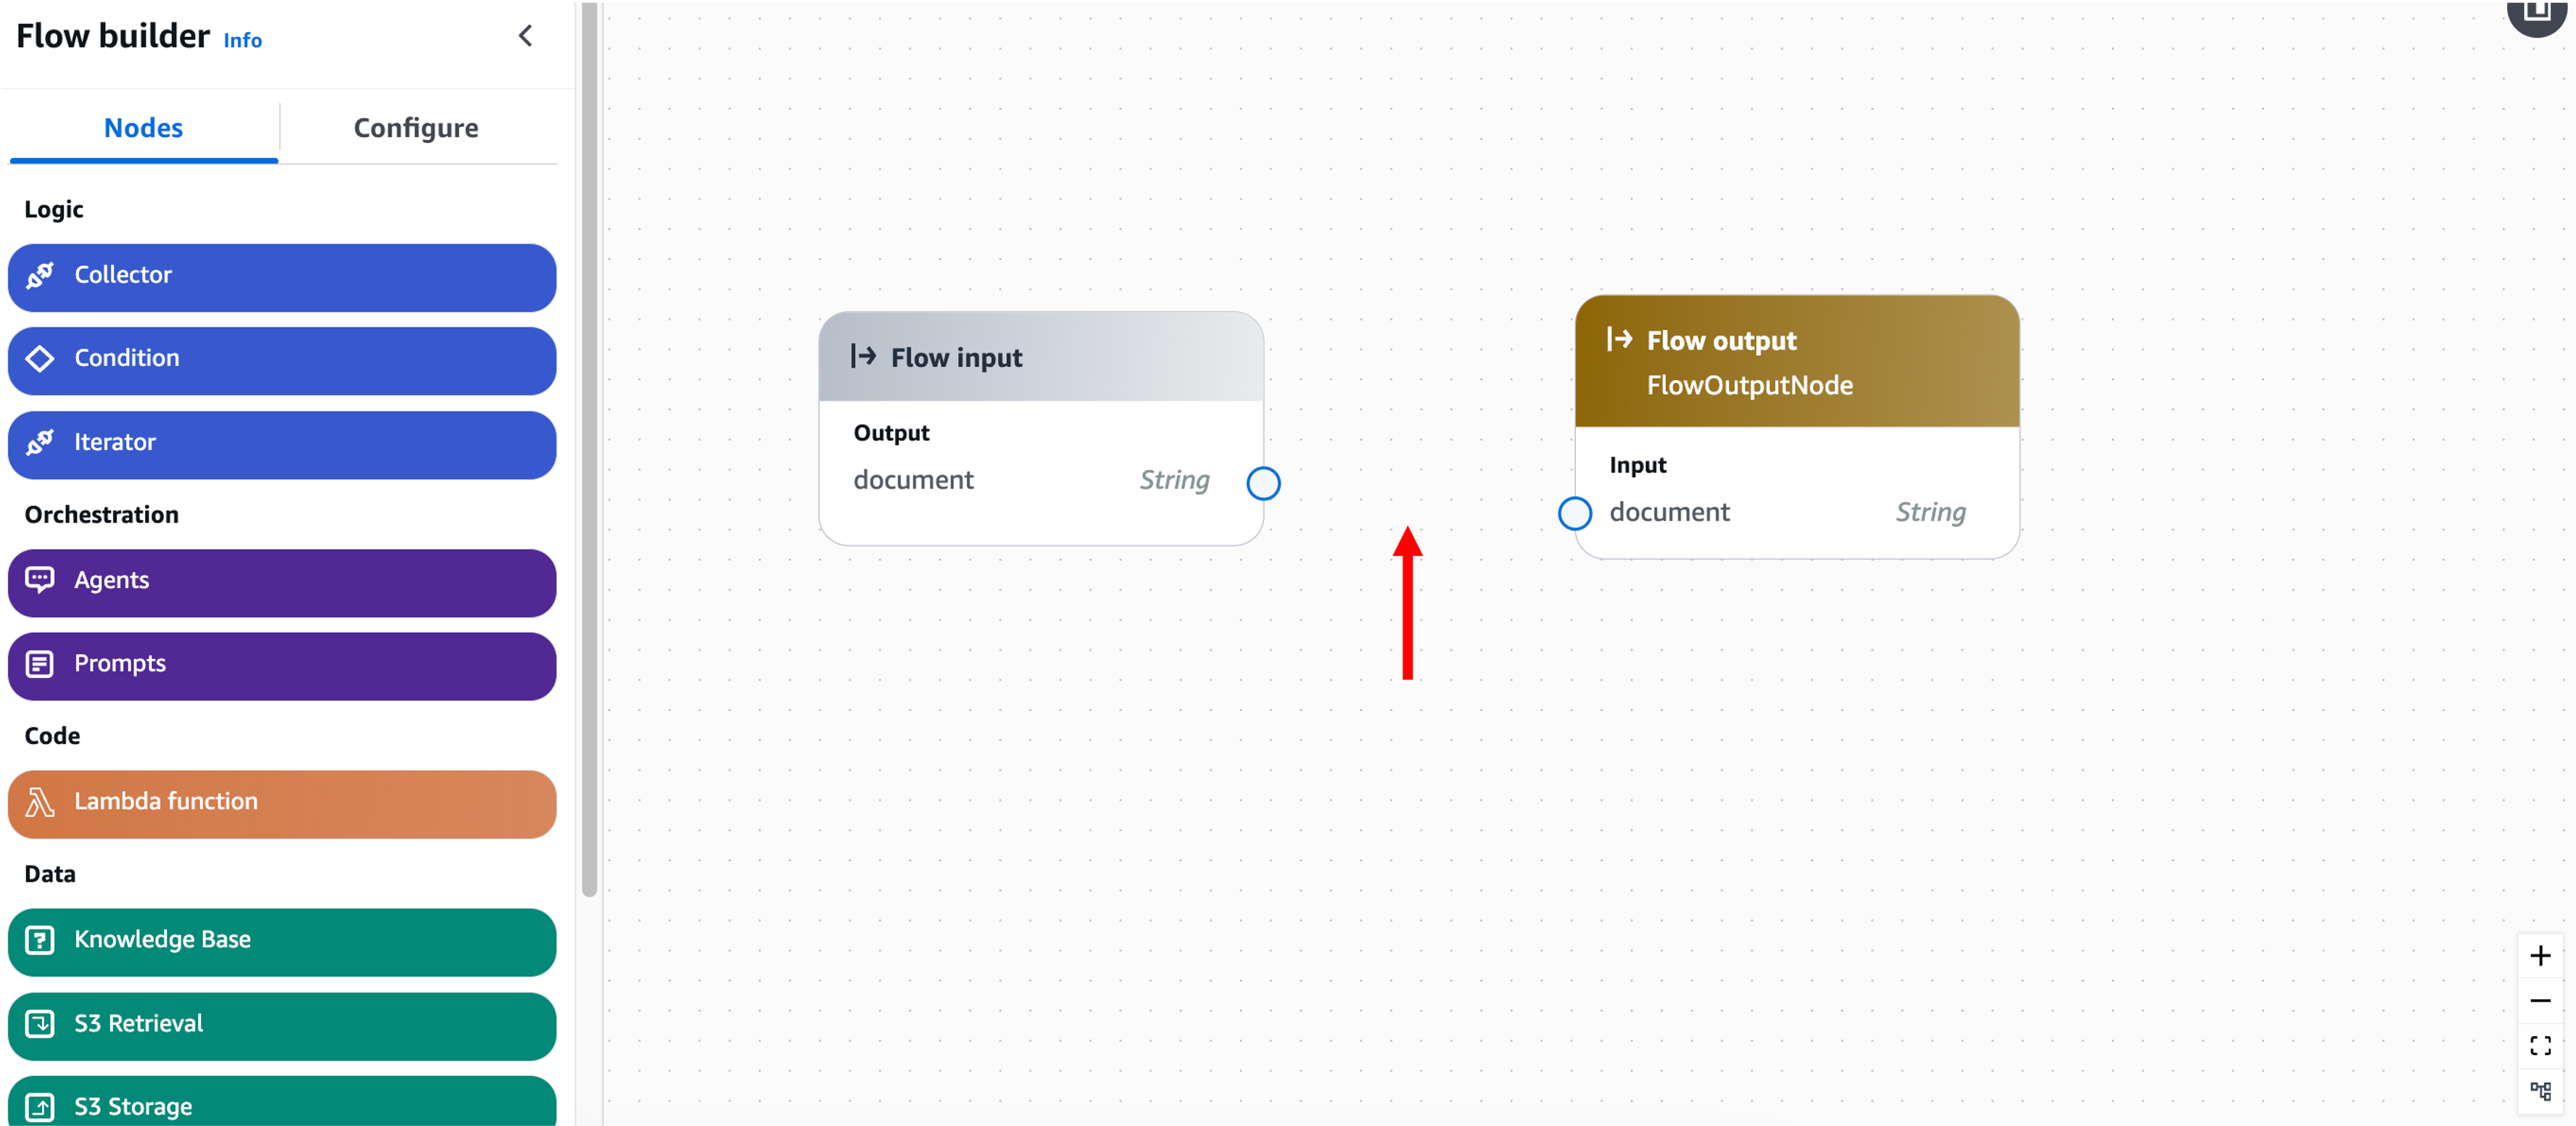 Flow builder Info
Nodes
Configure
Logic
Collector
Condition
Iterator
Orchestration
Agents
Prompts
Code
Lambda function
Data
Knowledge Base
S3 Retrieval
S3 Storage
Flow input
Output
document String
Flow output
FlowOutputNode
Input
document String